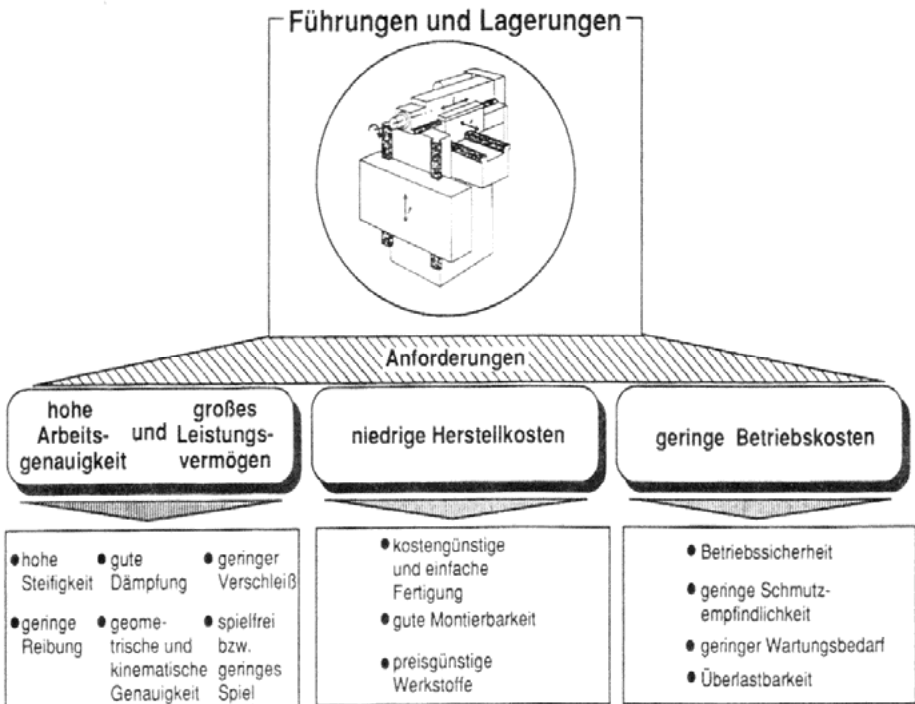 Führungen und Lagerungen
Anforderungen
hohe
Arbeits-
genauigkeit
und
großes
Leistungs-
vermögen
niedrige Herstellkosten
geringe Betriebskosten
● hohe
Steifigkeit
● gute
Dämpfung
● geringer
Verschleiß
● geringe
Reibung
● geome-
trische und
kinematische
Genauigkeit
● spielfrei
bzw.
geringes
Spiel
● kostengünstige
und einfache
Fertigung
● gute Montierbarkeit
● preisgünstige
Werkstoffe
● Betriebssicherheit
● geringe Schmutz-
empfindlichkeit
● geringer Wartungsbedarf
● Überlastbarkeit